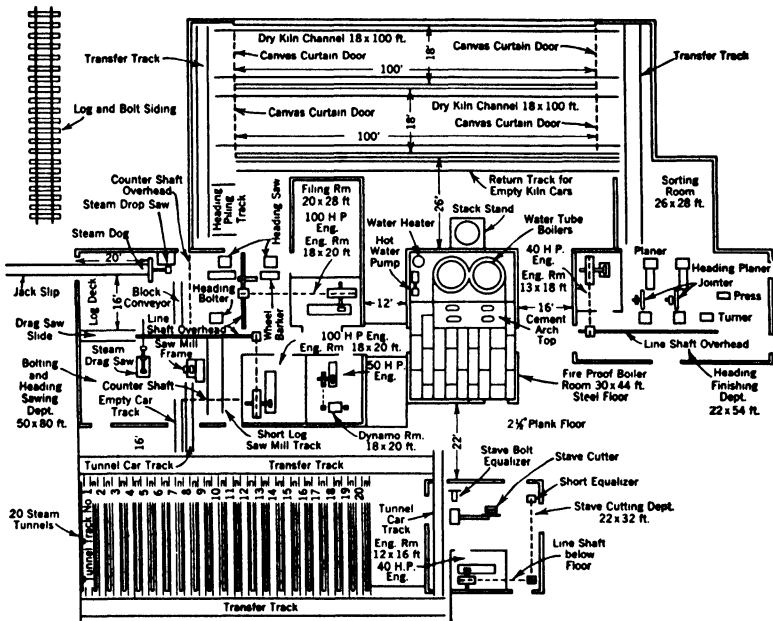 Transfer Track
Dry Kiln Channel 18 x 100 ft.
Canvas Curtain Door
18'
Canvas Curtain Door
Transfer Track
100'
Log and Bolt Siding
Canvas Curtain Door
18'
Dry Kiln Channel 18 x 100 ft.
Canvas Curtain Door
100'
Return Track for
Empty Kiln Cars
26'
Counter Shaft
Overhead
Steam Drop Saw
Steam Dog
20'
Heading
Piling
Track
Heading Saw
Filing Rm
20 x 28 ft
100 H P
Eng. Rm
18 x 20 ft.
Stack Stand
Water Heater
Hot
Water
Pump
Water Tube
Boilers
Sorting
Room
26 x 28 ft.
40 H P.
Eng. Rm
13 x 18 ft
Planer
Heading Planer
Jointer
Press
Turner
Jack Slip
Log Deck
16'
Block
Conveyor
Heading
Bolter
Wheel
Barker
12'
16'
Cement
Arch
Top
Drag Saw
Slide
Line
Shaft Overhead
Saw Mill
Frame
Steam
Drag Saw
100 H P Eng.
Eng. Rm 18 x 20 ft.
50 H P.
Eng.
Line Shaft Overhead
Heading
Finishing
Dept.
22 x 54 ft.
Fire Proof Boiler
Room 30 x 44 ft.
Steel Floor
Bolting
and
Heading
Sawing
Dept.
50 x 80 ft.
Counter Shaft
Empty Car
Track
16'
Short Log
Saw Mill Track
Dynamo Rm.
18 x 20 ft.
2⅝" Plank Floor
22'
Tunnel Car Track
Transfer Track
Stave Bolt
Equalizer
Stave Cutter
Short Equalizer
Stave Cutting Dept.
22 x 32 ft.
20 Steam
Tunnels
Tunnel Track No.
1 2 3 4 5 6 7 8 9 10 11 12 13 14 15 16 17 18 19 20
Tunnel
Car
Track
Eng. Rm
12 x 16 ft
40 H.P.
Eng.
Line Shaft
below
Floor
Transfer Track